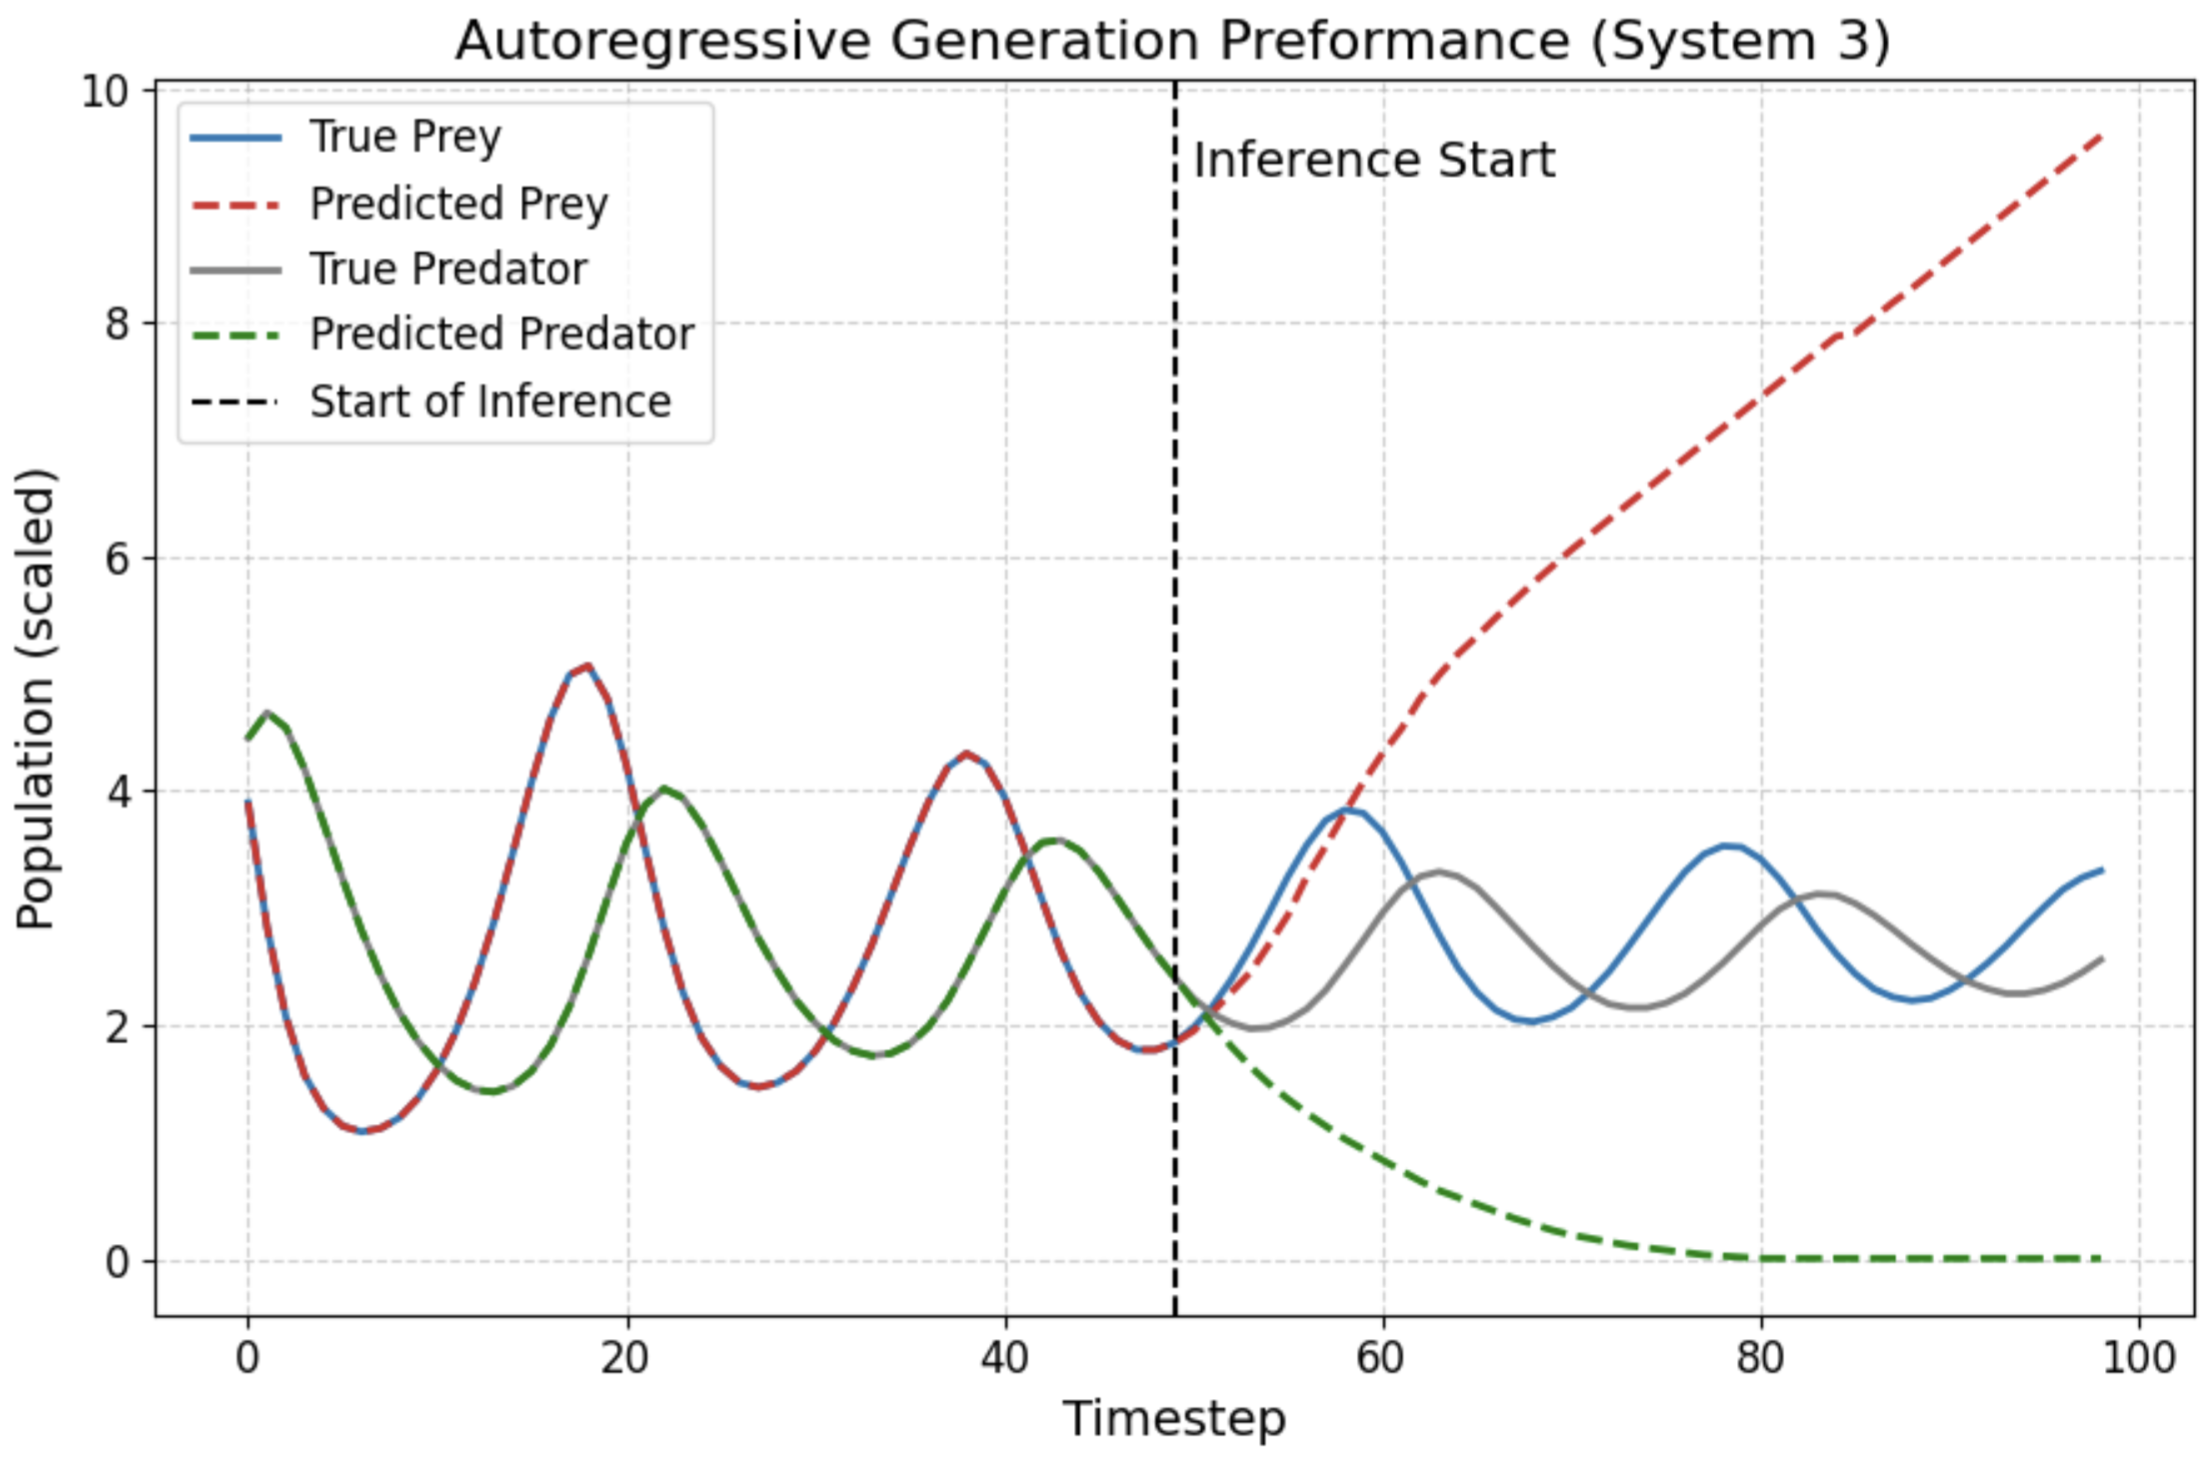 Autoregressive Generation Preformance (System 3)
10
8
6
4
2
0
Population (scaled)
True Prey
Predicted Prey
True Predator
Predicted Predator
Start of Inference
Inference Start
0 20 40 60 80 100
Timestep